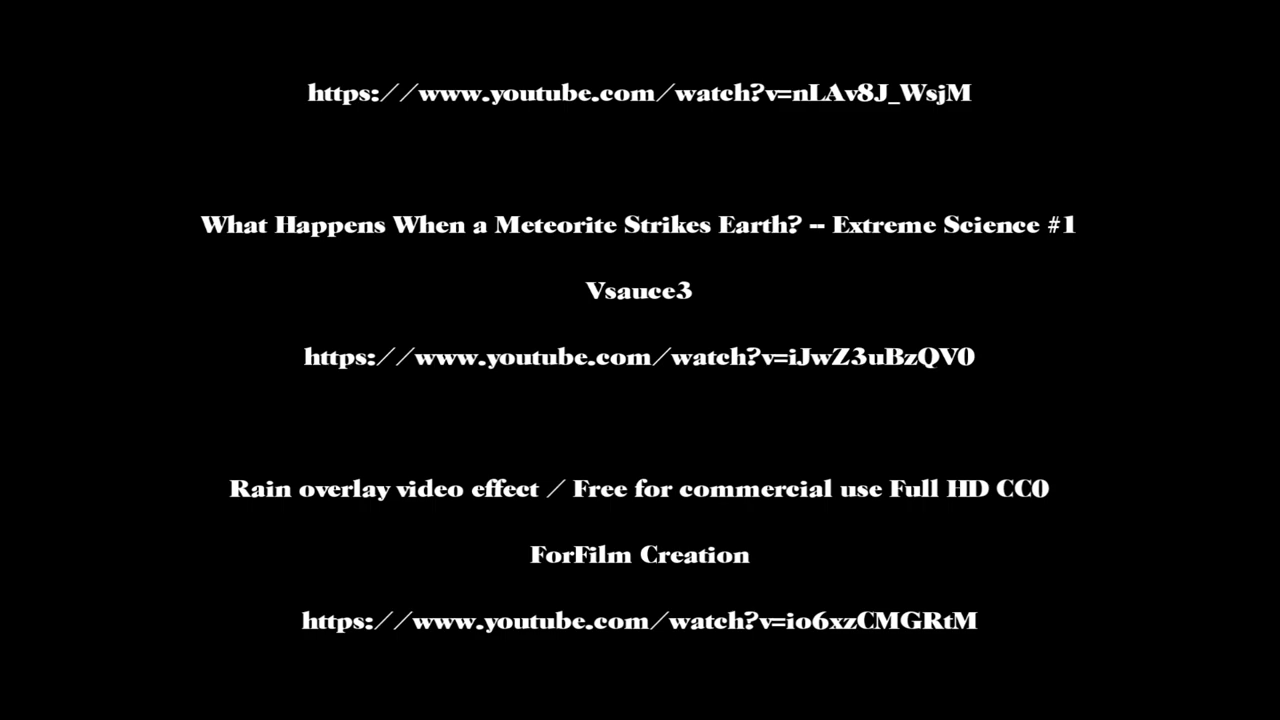 https://www.youtube.com/watch?v=nLAv8J_WsjM
What Happens When a Meteorite Strikes Earth? -- Extreme Science #1
Vsauce3
https://www.youtube.com/watch?v=iJwZ3uBzQV0
Rain overlay video effect / Free for commercial use Full HD CC0
ForFilm Creation
https://www.youtube.com/watch?v=io6xzCMGRtM